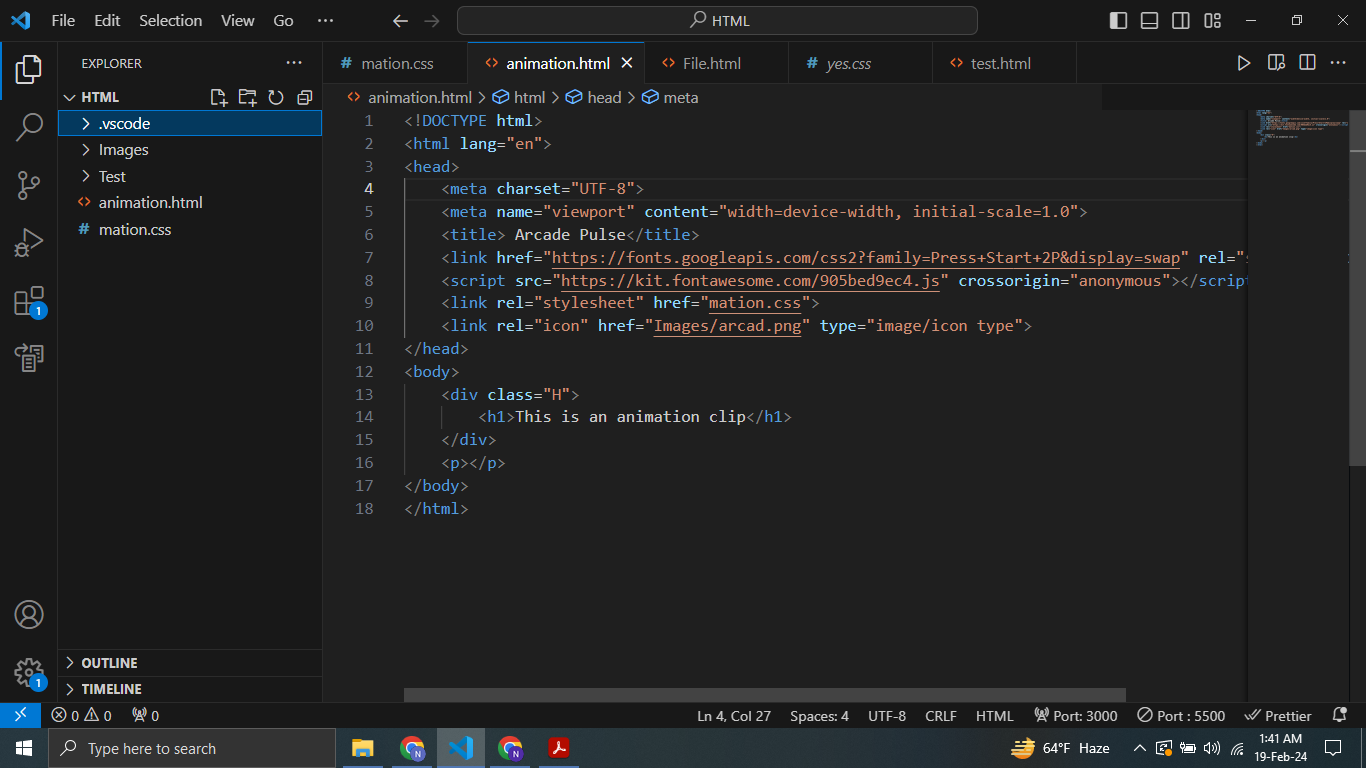 File Edit Selection View Go ···
HTML
EXPLORER ···
mation.css
animation.html
File.html
yes.css
test.html
HTML
.vscode
Images
Test
animation.html
mation.css
OUTLINE
TIMELINE
1
1
animation.html > html > head > meta
1 <!DOCTYPE html>
2 <html lang="en">
3 <head>
4 <meta charset="UTF-8">
5 <meta name="viewport" content="width=device-width, initial-scale=1.0">
6 <title> Arcade Pulse</title>
7 <link href="https://fonts.googleapis.com/css2?family=Press+Start+2P&display=swap" rel="
8 <script src="https://kit.fontawesome.com/905bed9ec4.js" crossorigin="anonymous"></script
9 <link rel="stylesheet" href="mation.css">
10 <link rel="icon" href="Images/arcad.png" type="image/icon type">
11 </head>
12 <body>
13 <div class="H">
14 <h1>This is an animation clip</h1>
15 </div>
16 <p></p>
17 </body>
18 </html>
0 0 0 Ln 4, Col 27 Spaces: 4 UTF-8 CRLF HTML Port: 3000 Port : 5500 Prettier
Type here to search
N
N
64°F Haze
1:41 AM
19-Feb-24